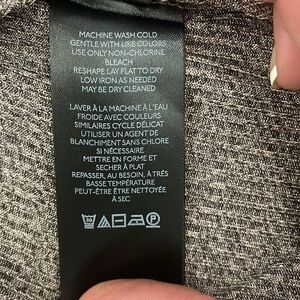 MACHINE WASH COLD
GENTLE WITH LIKE COLORS
USE ONLY NON-CHLORINE
BLEACH
RESHAPE LAY FLAT TO DRY
LOW IRON AS NEEDED
MAY BE DRY CLEANED
LAVER À LA MACHINE À L'EAU
FROIDE AVEC COULEURS
SIMILAIRES CYCLE DÉLICAT
UTILISER UN AGENT DE
BLANCHIMENT SANS CHLORE
SI NÉCESSAIRE
METTRE EN FORME ET
SÉCHER À PLAT
REPASSER, AU BESOIN, À TRÈS
BASSE TEMPÉRATURE
PEUT-ÊTRE ÊTRE NETTOYÉE
À SEC
30 P